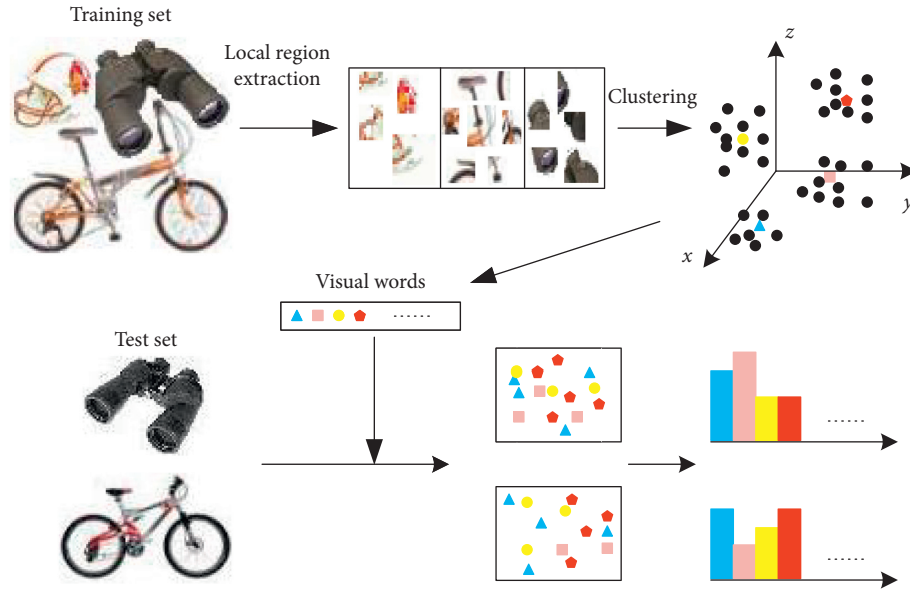 Training set
Local region
extraction
Clustering
z
y
x
Visual words
......
Test set
......
......